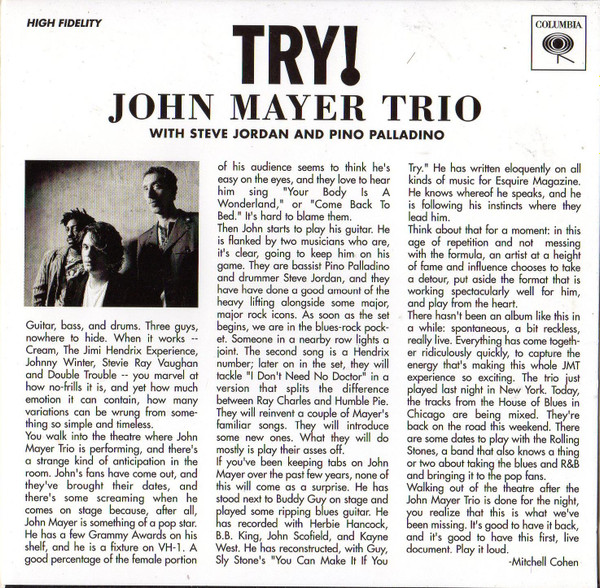 HIGH FIDELITY
COLUMBIA
TRY!
JOHN MAYER TRIO
WITH STEVE JORDAN AND PINO PALLADINO
Guitar, bass, and drums. Three guys,
nowhere to hide. When it works --
Cream, The Jimi Hendrix Experience,
Johnny Winter, Stevie Ray Vaughan
and Double Trouble -- you marvel at
how no-frills it is, and yet how much
emotion it can contain, how many
variations can be wrung from some-
thing so simple and timeless.
You walk into the theatre where John
Mayer Trio is performing, and there's
a strange kind of anticipation in the
room. John's fans have come out, and
they've brought their dates, and
there's some screaming when he
comes on stage because, after all,
John Mayer is something of a pop star.
He has a few Grammy Awards on his
shelf, and he is a fixture on VH-1. A
good percentage of the female portion
of his audience seems to think he's
easy on the eyes, and they love to hear
him sing "Your Body Is A
Wonderland," or "Come Back To
Bed." It's hard to blame them.
Then John starts to play his guitar. He
is flanked by two musicians who are,
it's clear, going to keep him on his
game. They are bassist Pino Palladino
and drummer Steve Jordan, and they
have have done a good amount of the
heavy lifting alongside some major,
major rock icons. As soon as the set
begins, we are in the blues-rock pock-
et. Someone in a nearby row lights a
joint. The second song is a Hendrix
number; later on in the set, they will
tackle "I Don't Need No Doctor" in a
version that splits the difference
between Ray Charles and Humble Pie.
They will reinvent a couple of Mayer's
familiar songs. They will introduce
some new ones. What they will do
mostly is play their asses off.
If you've been keeping tabs on John
Mayer over the past few years, none of
this will come as a surprise. He has
stood next to Buddy Guy on stage and
played some ripping blues guitar. He
has recorded with Herbie Hancock,
B.B. King, John Scofield, and Kayne
West. He has reconstructed, with Guy,
Sly Stone's "You Can Make It If You
Try." He has written eloquently on all
kinds of music for Esquire Magazine.
He knows whereof he speaks, and he
is following his instincts where they
lead him.
Think about that for a moment: in this
age of repetition and not messing
with the formula, an artist at a height
of fame and influence chooses to take
a detour, put aside the format that is
working spectacularly well for him,
and play from the heart.
There hasn't been an album like this in
a while: spontaneous, a bit reckless,
really live. Everything has come togeth-
er ridiculously quickly, to capture the
energy that's making this whole JMT
experience so exciting. The trio just
played last night in New York. Today,
the tracks from the House of Blues in
Chicago are being mixed. They're
back on the road this weekend. There
are some dates to play with the Rolling
Stones, a band that also knows a thing
or two about taking the blues and R&B
and bringing it to the pop fans.
Walking out of the theatre after the
John Mayer Trio is done for the night,
you realize that this is what we've
been missing. It's good to have it back,
and it's good to have this first, live
document. Play it loud.
-Mitchell Cohen